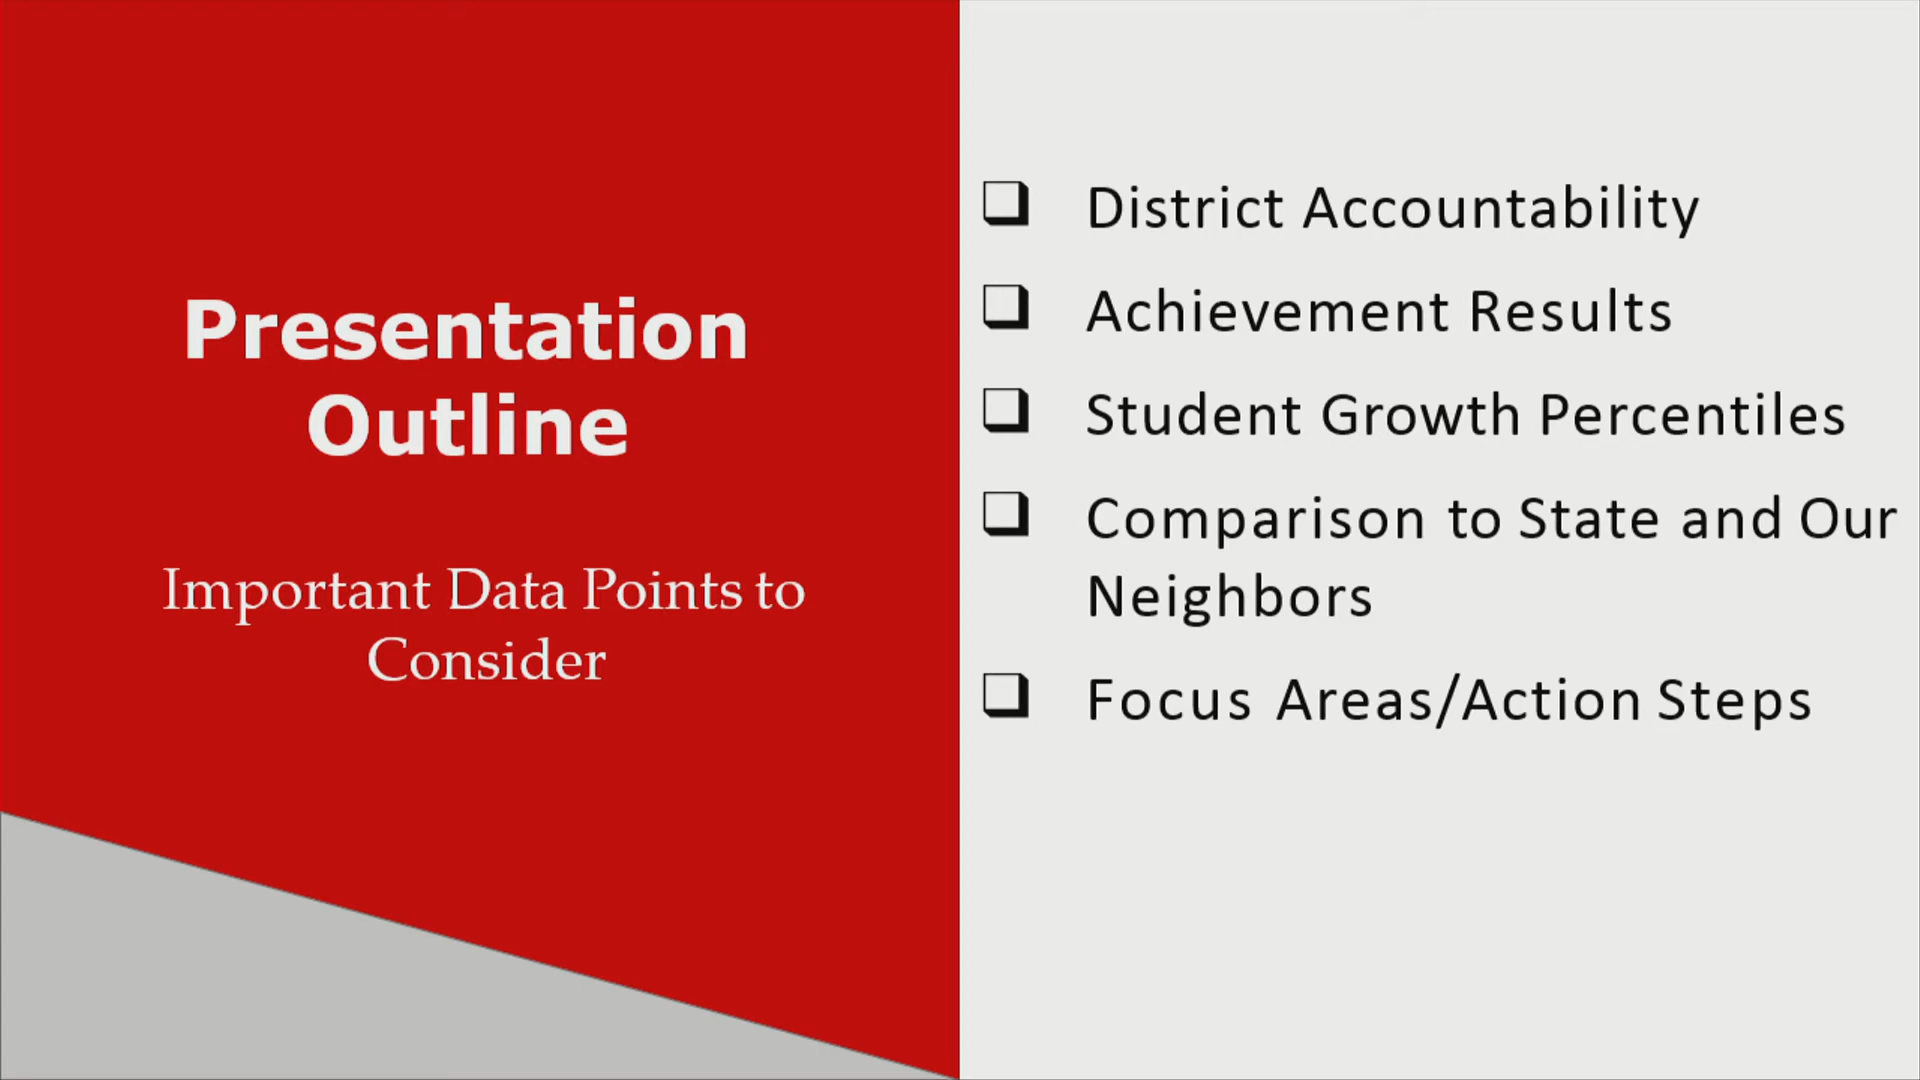 Presentation
Outline
Important Data Points to
Consider
District Accountability
Achievement Results
Student Growth Percentiles
Comparison to State and Our
Neighbors
Focus Areas/Action Steps